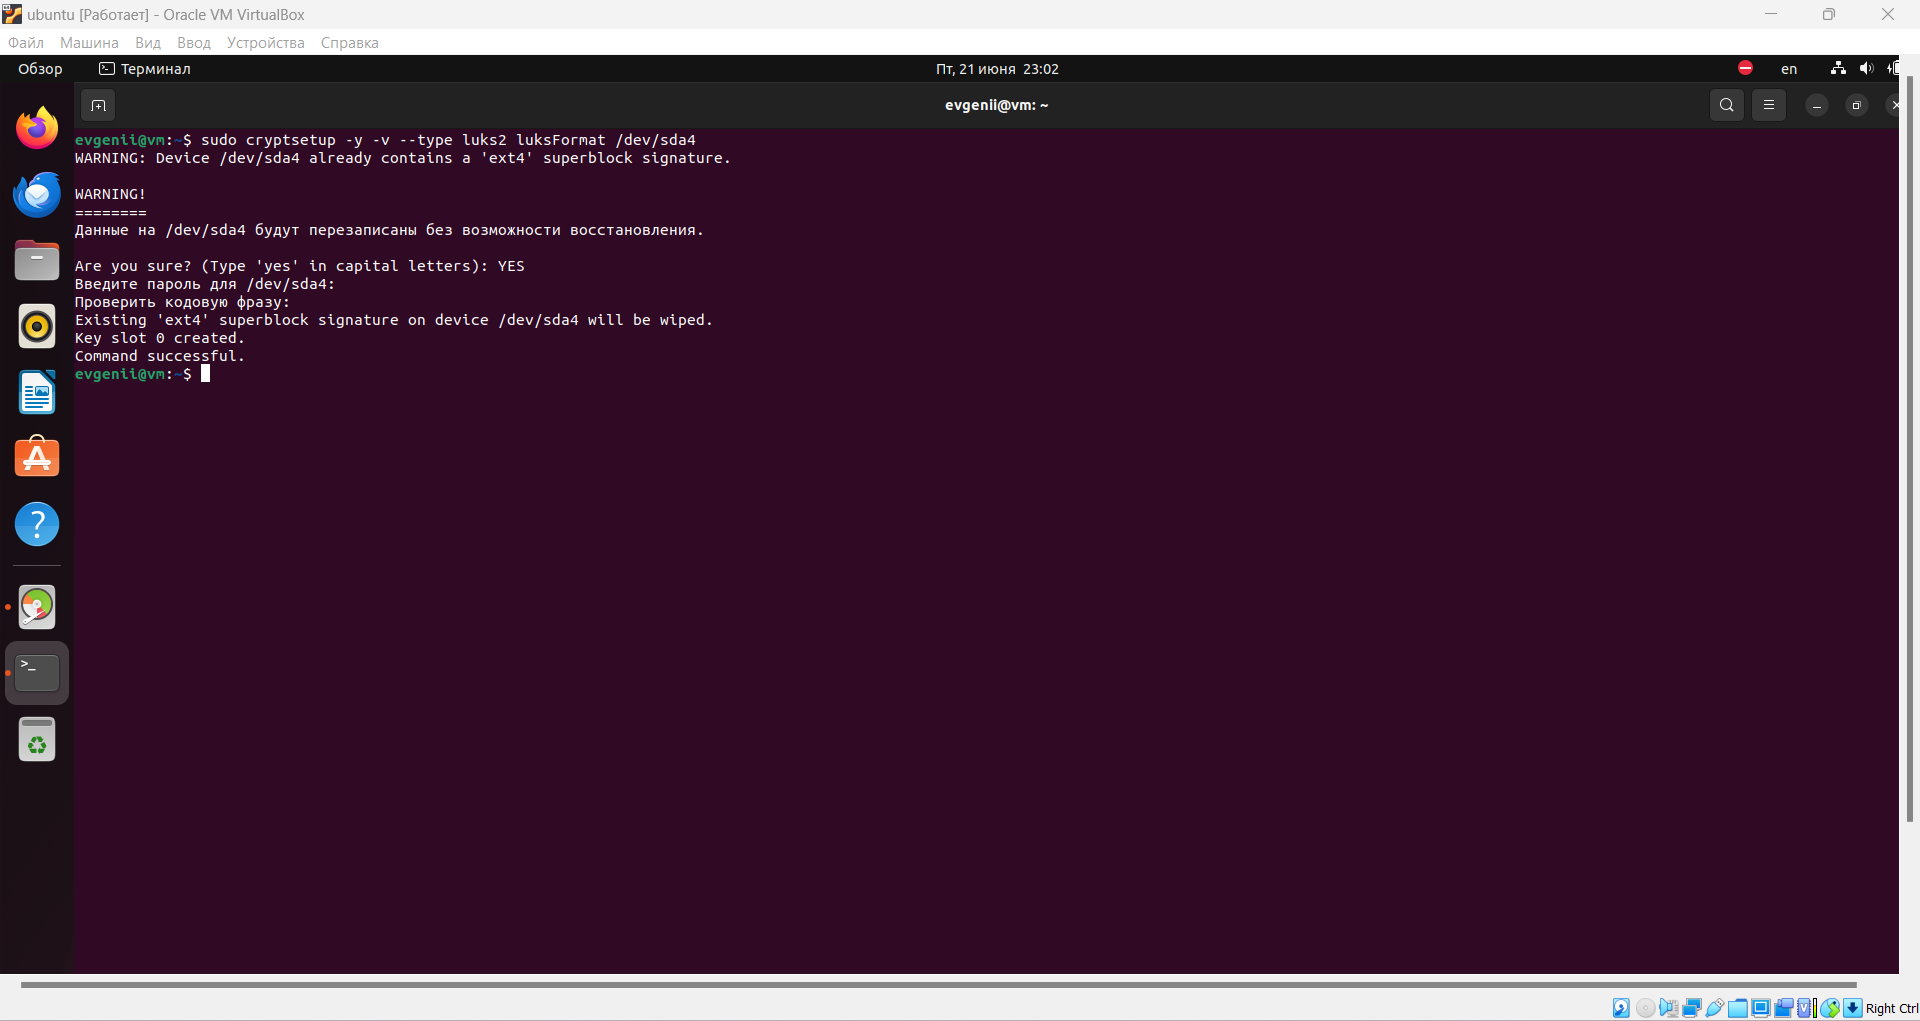 ubuntu [Работает] - Oracle VM VirtualBox
Файл Машина Вид Ввод Устройства Справка
Обзор Терминал Пт, 21 июня 23:02 en
evgenii@vm: ~
evgenii@vm:~$ sudo cryptsetup -y -v --type luks2 luksFormat /dev/sda4
WARNING: Device /dev/sda4 already contains a 'ext4' superblock signature.
WARNING!
========
Данные на /dev/sda4 будут перезаписаны без возможности восстановления.
Are you sure? (Type 'yes' in capital letters): YES
Введите пароль для /dev/sda4:
Проверить кодовую фразу:
Existing 'ext4' superblock signature on device /dev/sda4 will be wiped.
Key slot 0 created.
Command successful.
evgenii@vm:~$
Right Ctrl